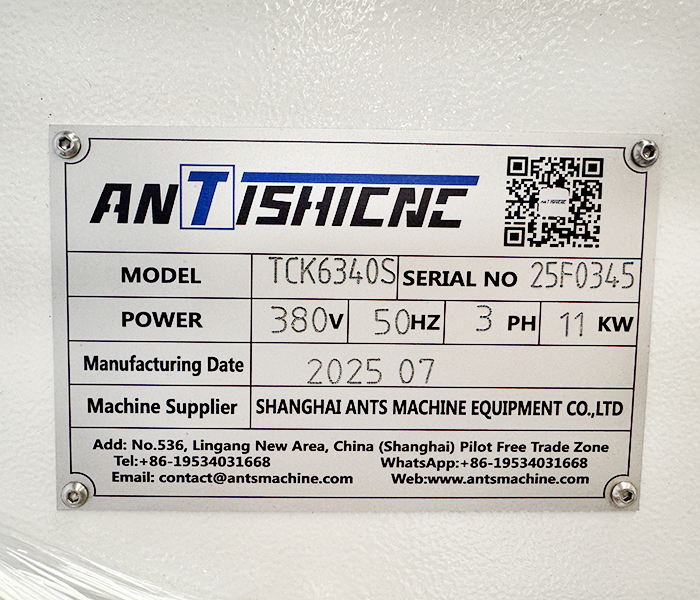 ANTISHICNC
MODEL TCK6340S SERIAL NO 25F0345
POWER 380V 50HZ 3 PH 11 KW
Manufacturing Date 2025 07
Machine Supplier SHANGHAI ANTS MACHINE EQUIPMENT CO.,LTD
Add: No.536, Lingang New Area, China (Shanghai) Pilot Free Trade Zone
Tel:+86-19534031668 WhatsApp:+86-19534031668
Email: contact@antsmachine.com Web:www.antsmachine.com